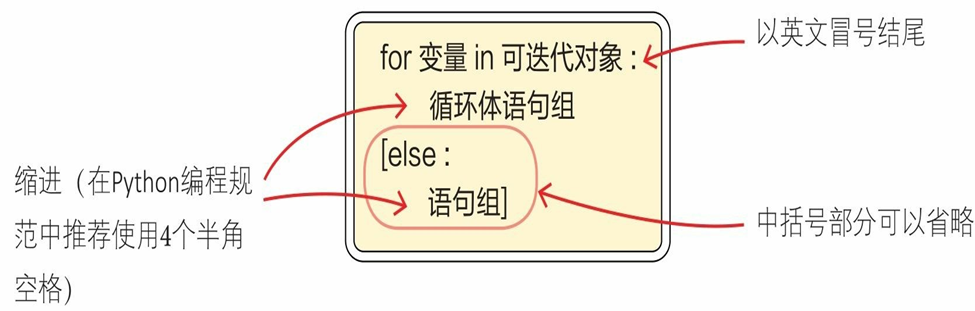 for 变量 in 可迭代对象 :
循环体语句组
[else :
语句组]
以英文冒号结尾
缩进（在Python编程规
范中推荐使用4个半角
空格）
中括号部分可以省略